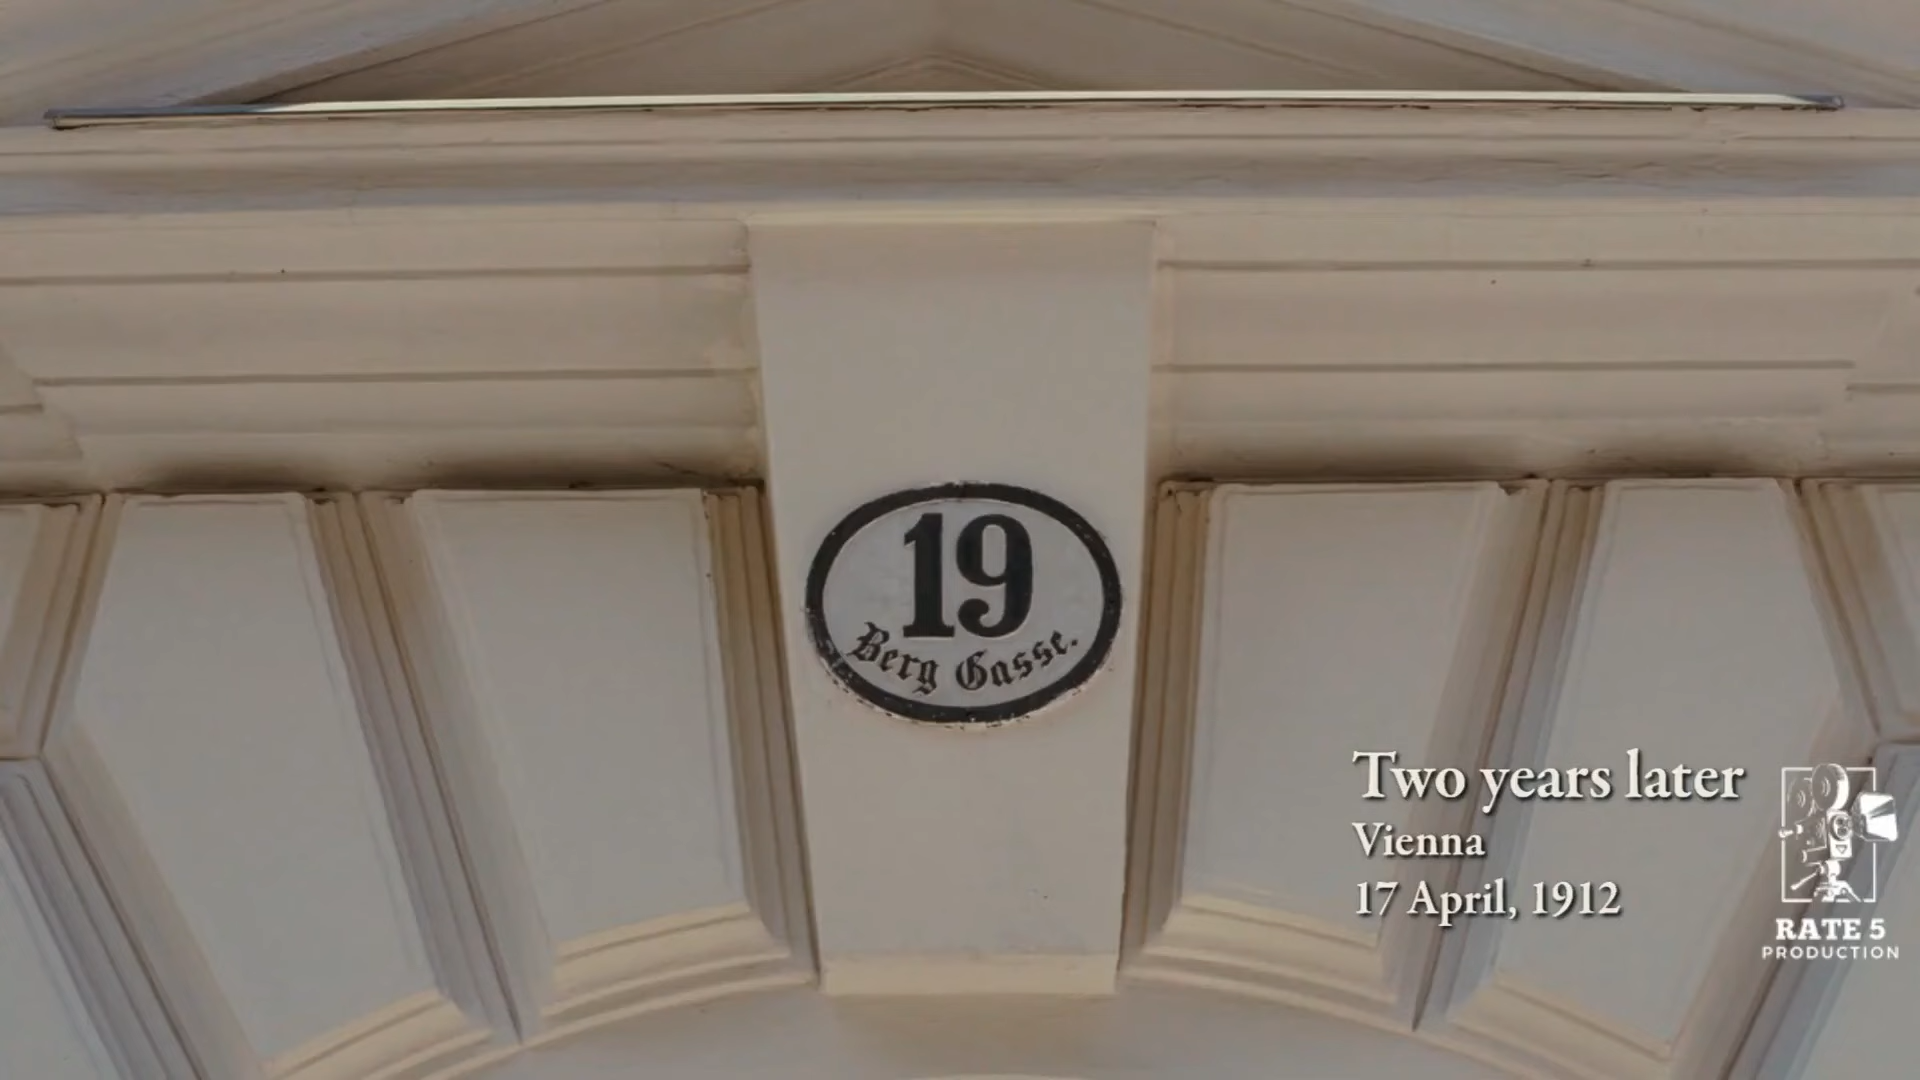 19
Berg Gasse.
Two years later
Vienna
17 April, 1912
RATE 5
PRODUCTION